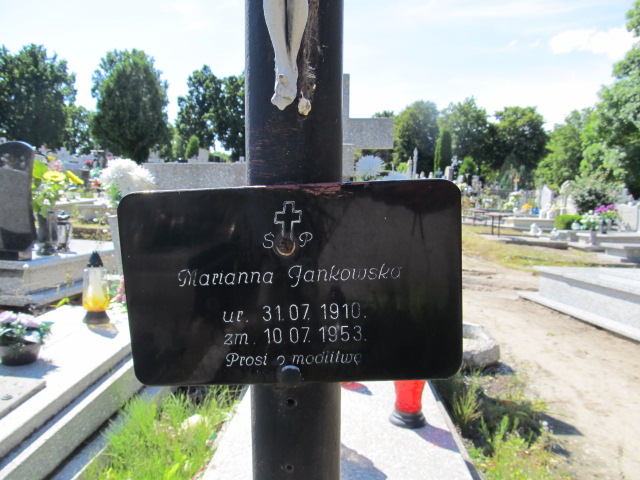 Ś P
Marianna Jankowska
ur. 31.07.1910.
zm. 10.07.1953.
Prosi o modlitwę